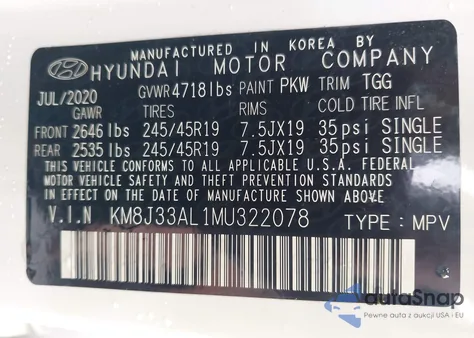 MANUFACTURED IN KOREA BY
HYUNDAI MOTOR COMPANY
JUL/2020 GVWR 4718 lbs PAINT PKW TRIM TGG
GAWR TIRES RIMS COLD TIRE INFL
FRONT 2646 lbs 245/45R19 7.5JX19 35psi SINGLE
REAR 2535 lbs 245/45R19 7.5JX19 35psi SINGLE
THIS VEHICLE CONFORMS TO ALL APPLICABLE U.S.A. FEDERAL
MOTOR VEHICLE SAFETY AND THEFT PREVENTION STANDARDS
IN EFFECT ON THE DATE OF MANUFACTURE SHOWN ABOVE.
V.I.N KM8J33AL1MU322078 TYPE : MPV
autaSnap
Pewne auta z aukcji USA i EU